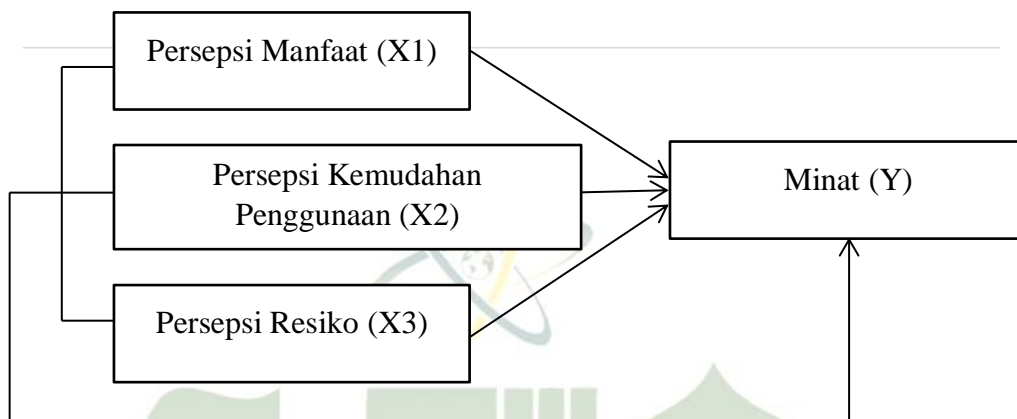 Persepsi Manfaat (X1)
Persepsi Kemudahan
Penggunaan (X2)
Minat (Y)
Persepsi Resiko (X3)